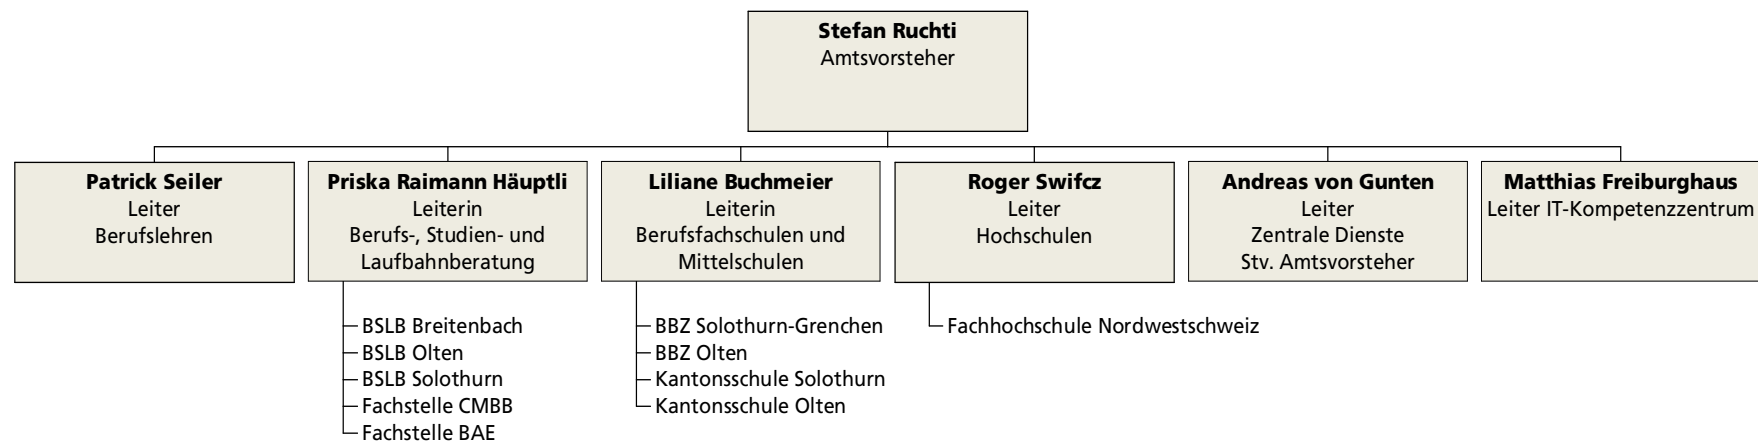 Stefan Ruchti
Amtsvorsteher
Patrick Seiler
Leiter
Berufslehren
Priska Raimann Häuptli
Leiterin
Berufs-, Studien- und
Laufbahnberatung
BSLB Breitenbach
BSLB Olten
BSLB Solothurn
Fachstelle CMBB
Fachstelle BAE
Liliane Buchmeier
Leiterin
Berufsfachschulen und
Mittelschulen
BBZ Solothurn-Grenchen
BBZ Olten
Kantonsschule Solothurn
Kantonsschule Olten
Roger Swifcz
Leiter
Hochschulen
Fachhochschule Nordwestschweiz
Andreas von Gunten
Leiter
Zentrale Dienste
Stv. Amtsvorsteher
Matthias Freiburghaus
Leiter IT-Kompetenzzentrum